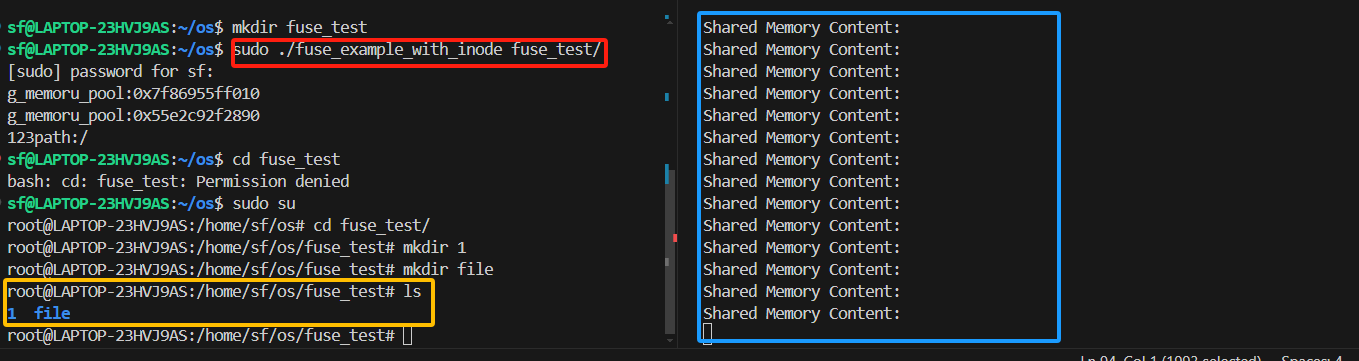 sf@LAPTOP-23HVJ9AS:~/os$ mkdir fuse_test
sf@LAPTOP-23HVJ9AS:~/os$ sudo ./fuse_example_with_inode fuse_test/
[sudo] password for sf:
g_memoru_pool:0x7f86955ff010
g_memoru_pool:0x55e2c92f2890
123path:/
sf@LAPTOP-23HVJ9AS:~/os$ cd fuse_test
bash: cd: fuse_test: Permission denied
sf@LAPTOP-23HVJ9AS:~/os$ sudo su
root@LAPTOP-23HVJ9AS:/home/sf/os# cd fuse_test/
root@LAPTOP-23HVJ9AS:/home/sf/os/fuse_test# mkdir 1
root@LAPTOP-23HVJ9AS:/home/sf/os/fuse_test# mkdir file
root@LAPTOP-23HVJ9AS:/home/sf/os/fuse_test# ls
1  file
root@LAPTOP-23HVJ9AS:/home/sf/os/fuse_test#
Shared Memory Content:
Shared Memory Content:
Shared Memory Content:
Shared Memory Content:
Shared Memory Content:
Shared Memory Content:
Shared Memory Content:
Shared Memory Content:
Shared Memory Content:
Shared Memory Content:
Shared Memory Content:
Shared Memory Content:
Shared Memory Content:
Shared Memory Content:
Ln 94, Col 1 (1993 selected) Spaces: 4